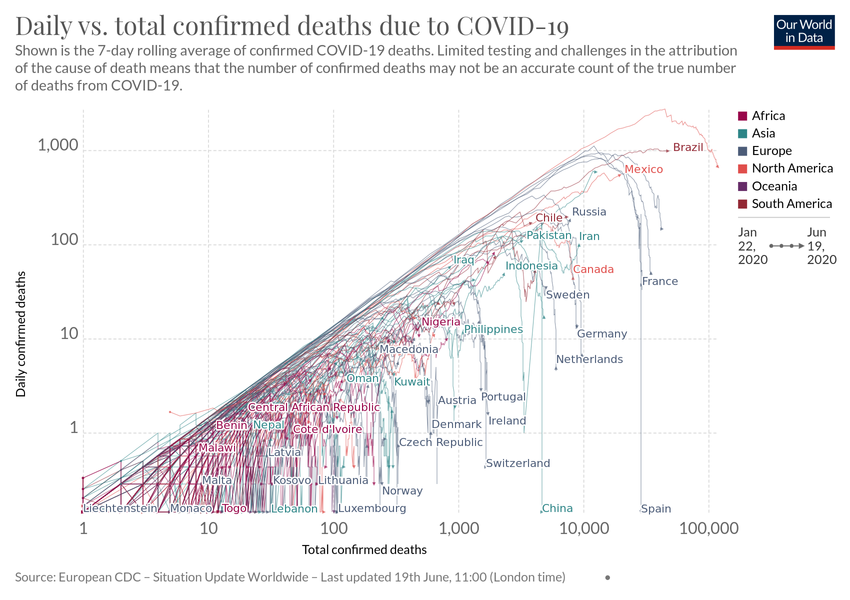 Daily vs. total confirmed deaths due to COVID-19
Our World
in Data
Shown is the 7-day rolling average of confirmed COVID-19 deaths. Limited testing and challenges in the attribution
of the cause of death means that the number of confirmed deaths may not be an accurate count of the true number
of deaths from COVID-19.
Africa
Asia
Europe
North America
Oceania
South America
Jan
22,
2020
Jun
19,
2020
Daily confirmed deaths
1,000
100
10
1
Brazil
Mexico
Chile
Russia
Pakistan
Iran
Iraq
Indonesia
Canada
France
Sweden
Nigeria
Philippines
Germany
Macedonia
Netherlands
Oman
Kuwait
Austria
Portugal
Central African Republic
Benin
Nepal
Cote d'Ivoire
Denmark
Ireland
Czech Republic
Malawi
Latvia
Switzerland
Malta
Kosovo
Lithuania
Norway
Liechtenstein
Monaco
Togo
Lebanon
Luxembourg
China
Spain
1
10
100
1,000
10,000
100,000
Total confirmed deaths
Source: European CDC – Situation Update Worldwide – Last updated 19th June, 11:00 (London time)